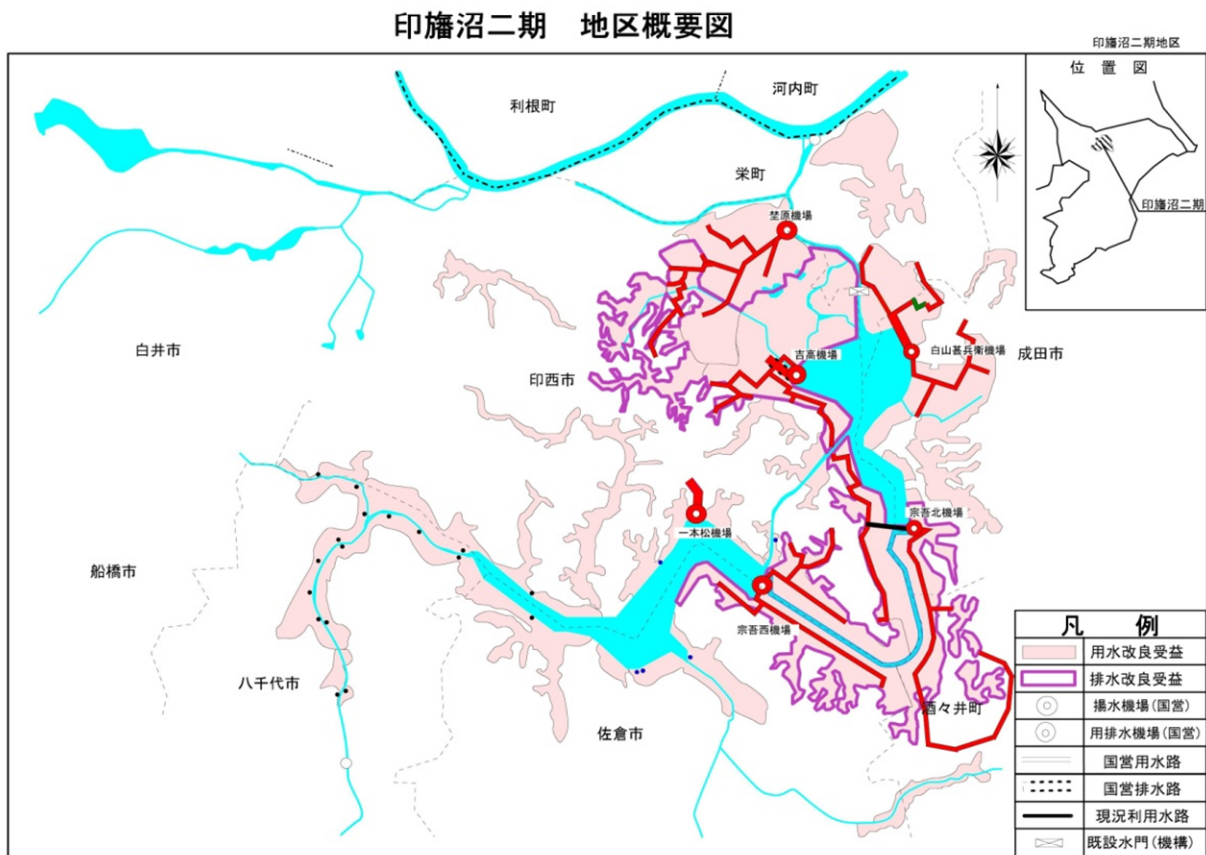 印旛沼二期　地区概要図
印旛沼二期地区
位 置 図
印旛沼二期
利根町
河内町
栄町
埜原機場
白山甚兵衛機場
成田市
吉高機場
白井市
印西市
宗吾北機場
一本松機場
船橋市
宗吾西機場
八千代市
佐倉市
酒々井町
凡　例
用水改良受益
排水改良受益
揚水機場(国営)
用排水機場(国営)
国営用水路
国営排水路
現況利用水路
既設水門(機構)